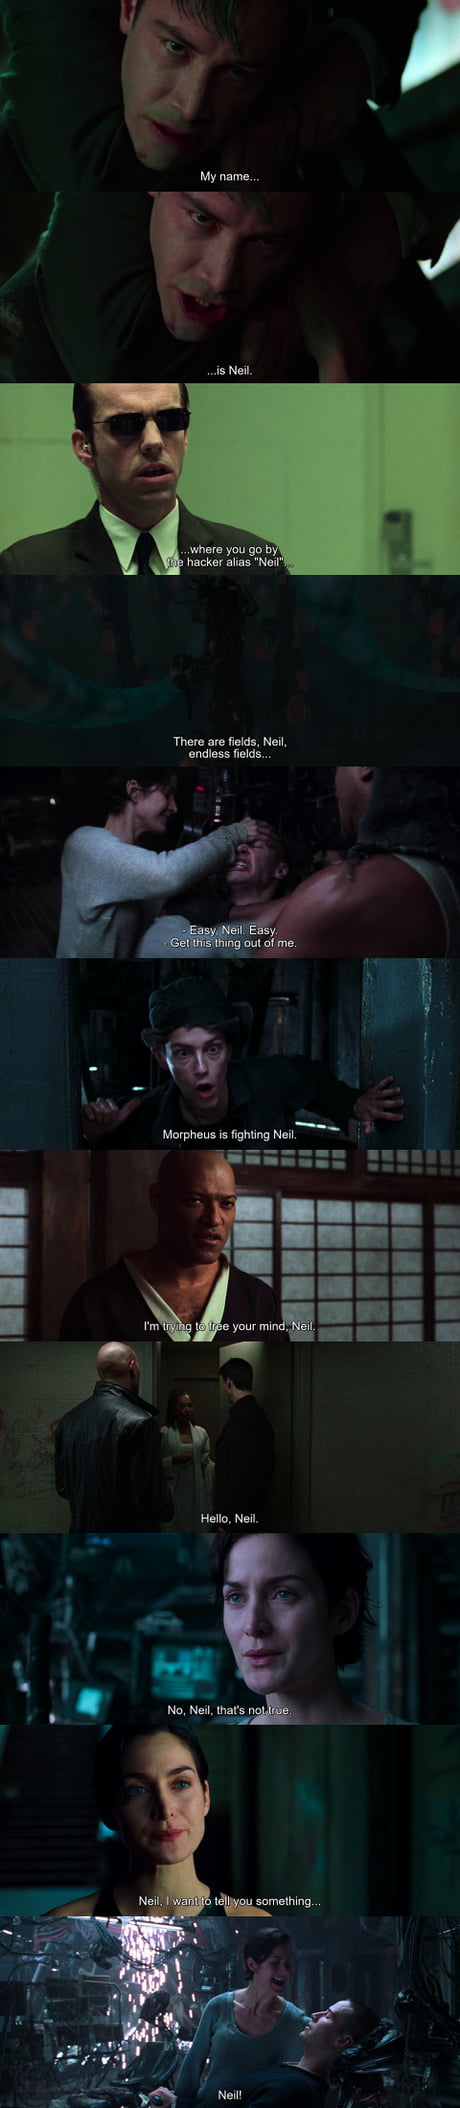 My name...
...is Neil.
...where you go by
the hacker alias "Neil"...
There are fields, Neil,
endless fields...
- Easy, Neil. Easy.
- Get this thing out of me.
Morpheus is fighting Neil.
I'm trying to free your mind, Neil.
Hello, Neil.
No, Neil, that's not true.
Neil, I want to tell you something...
Neil!